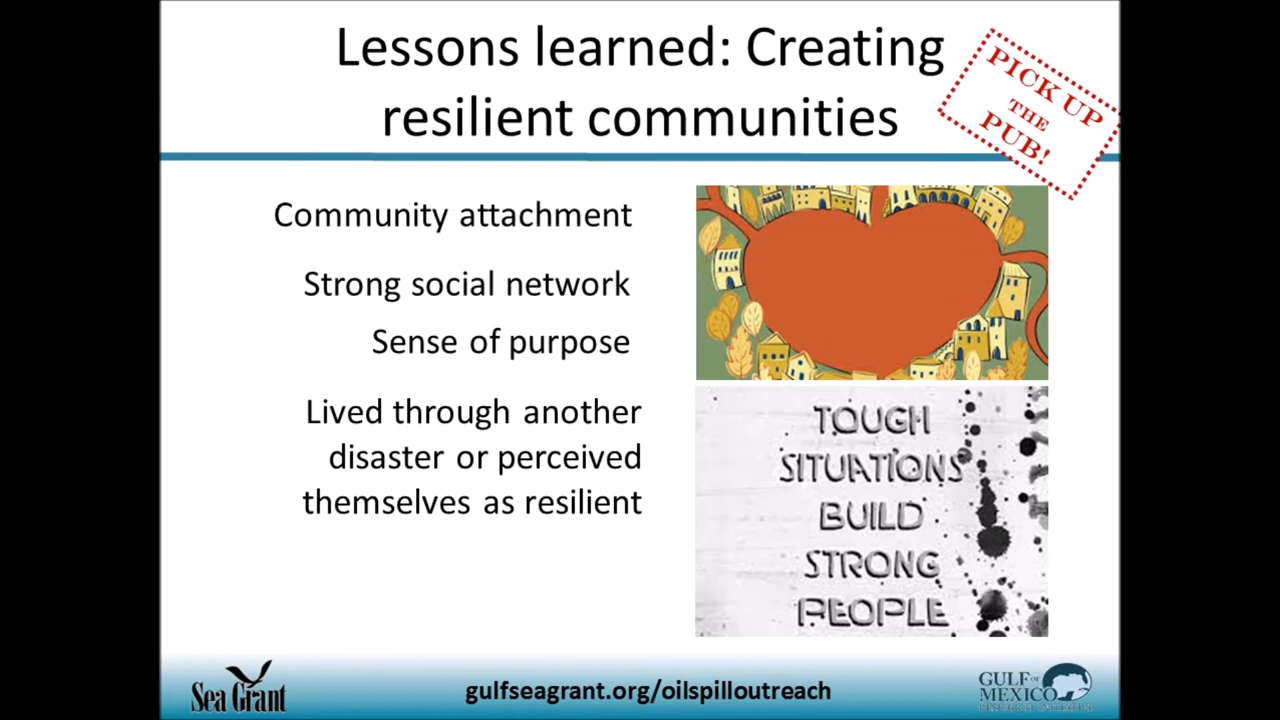 Lessons learned: Creating
resilient communities
PICK UP
THE
PUB!
Community attachment
Strong social network
Sense of purpose
Lived through another
disaster or perceived
themselves as resilient
TOUGH
SITUATIONS
BUILD
STRONG
PEOPLE
Sea Grant
gulfseagrant.org/oilspilloutreach
GULF OF
MEXICO
RESEARCH INITIATIVE